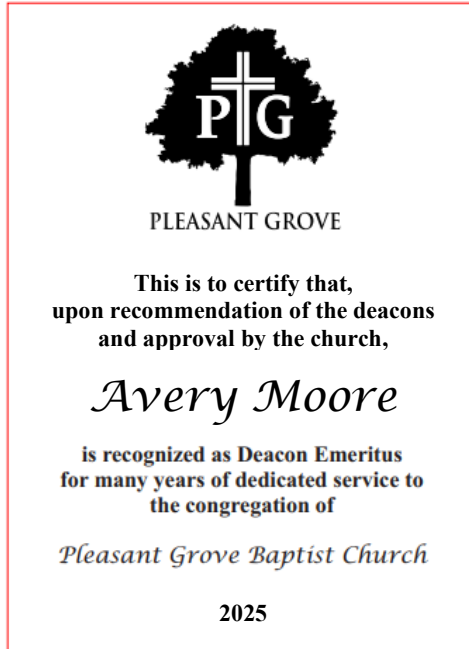 P G
PLEASANT GROVE
This is to certify that,
upon recommendation of the deacons
and approval by the church,
Avery Moore
is recognized as Deacon Emeritus
for many years of dedicated service to
the congregation of
Pleasant Grove Baptist Church
2025